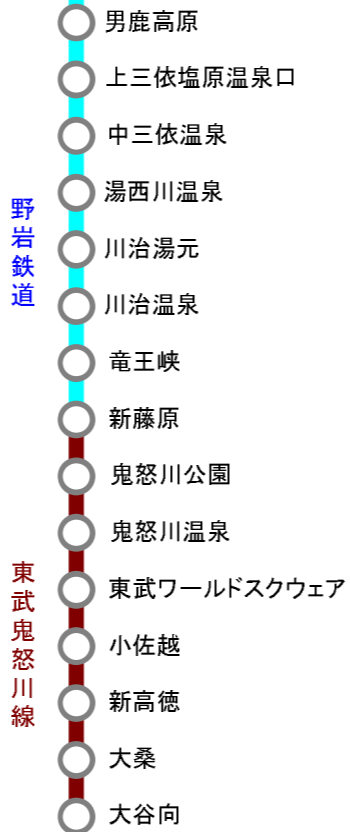 男鹿高原
上三依塩原温泉口
中三依温泉
湯西川温泉
川治湯元
川治温泉
竜王峡
新藤原
鬼怒川公園
鬼怒川温泉
東武ワールドスクウェア
小佐越
新高徳
大桑
大谷向
野岩鉄道
東武鬼怒川線